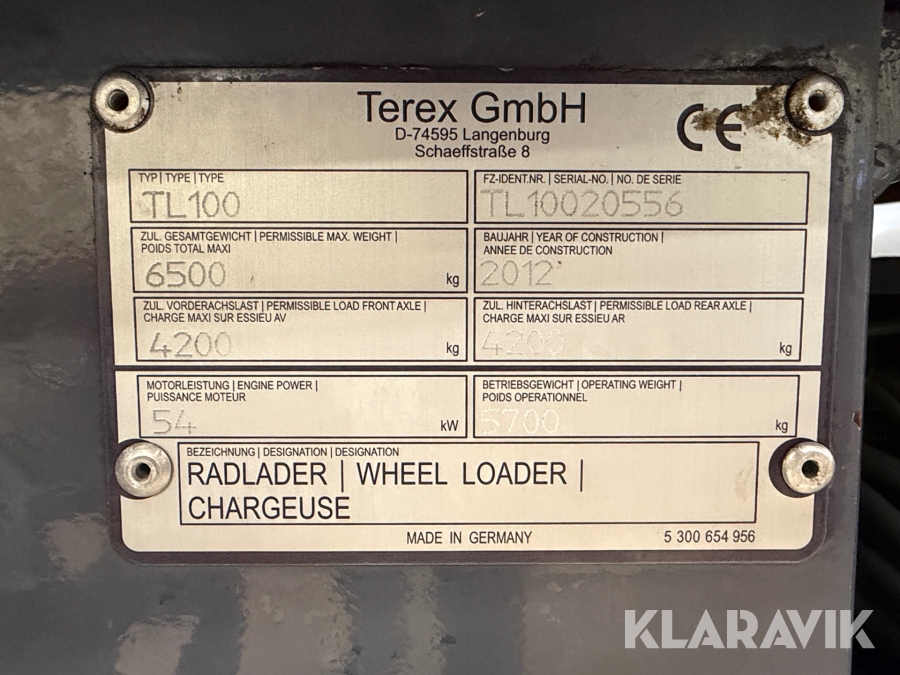 Terex GmbH
D-74595 Langenburg
Schaeffstraße 8
CE
TYP | TYPE | TYPE
TL100
FZ-IDENT.NR. | SERIAL-NO. | NO. DE SERIE
TL10020556
ZUL. GESAMTGEWICHT | PERMISSIBLE MAX. WEIGHT |
POIDS TOTAL MAXI
6500 kg
BAUJAHR | YEAR OF CONSTRUCTION |
ANNEE DE CONSTRUCTION
2012
ZUL. VORDERACHSLAST | PERMISSIBLE LOAD FRONT AXLE /
CHARGE MAXI SUR ESSIEU AV
4200 kg
ZUL. HINTERACHSLAST | PERMISSIBLE LOAD REAR AXLE /
CHARGE MAXI SUR ESSIEU AR
4200 kg
MOTORLEISTUNG | ENGINE POWER |
PUISSANCE MOTEUR
54 kW
BETRIEBSGEWICHT | OPERATING WEIGHT |
POIDS OPERATIONNEL
5700 kg
BEZEICHNUNG | DESIGNATION | DESIGNATION
RADLADER | WHEEL LOADER |
CHARGEUSE
MADE IN GERMANY
5 300 654 956
KLARAVIK